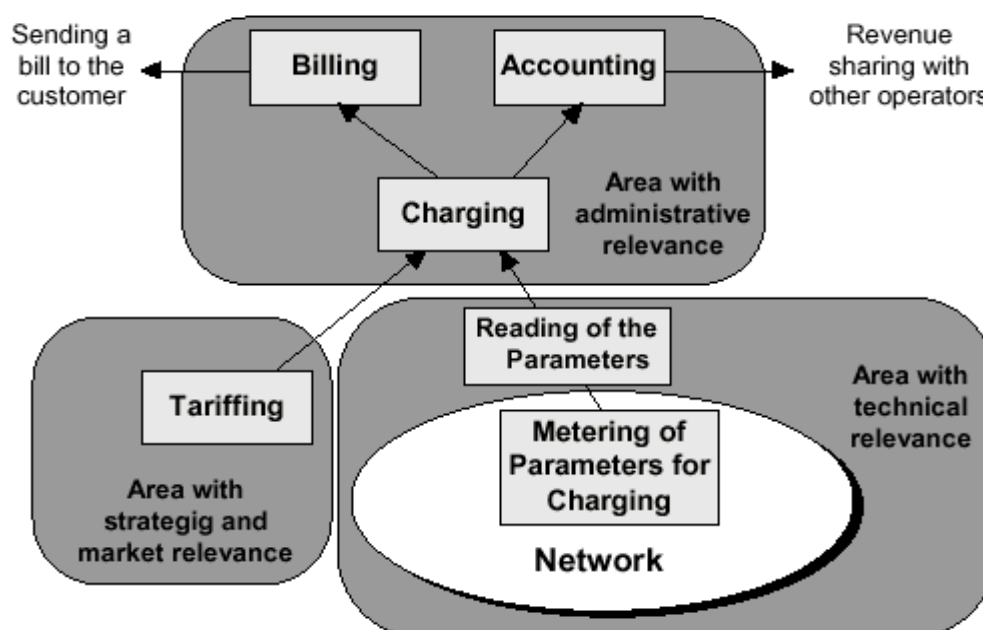 Sending a
bill to the
customer
Billing
Accounting
Revenue
sharing with
other operators
Charging
Area with
administrative
relevance
Reading of the
Parameters
Tariffing
Area with
technical
relevance
Metering of
Parameters for
Charging
Area with
strategig and
market relevance
Network